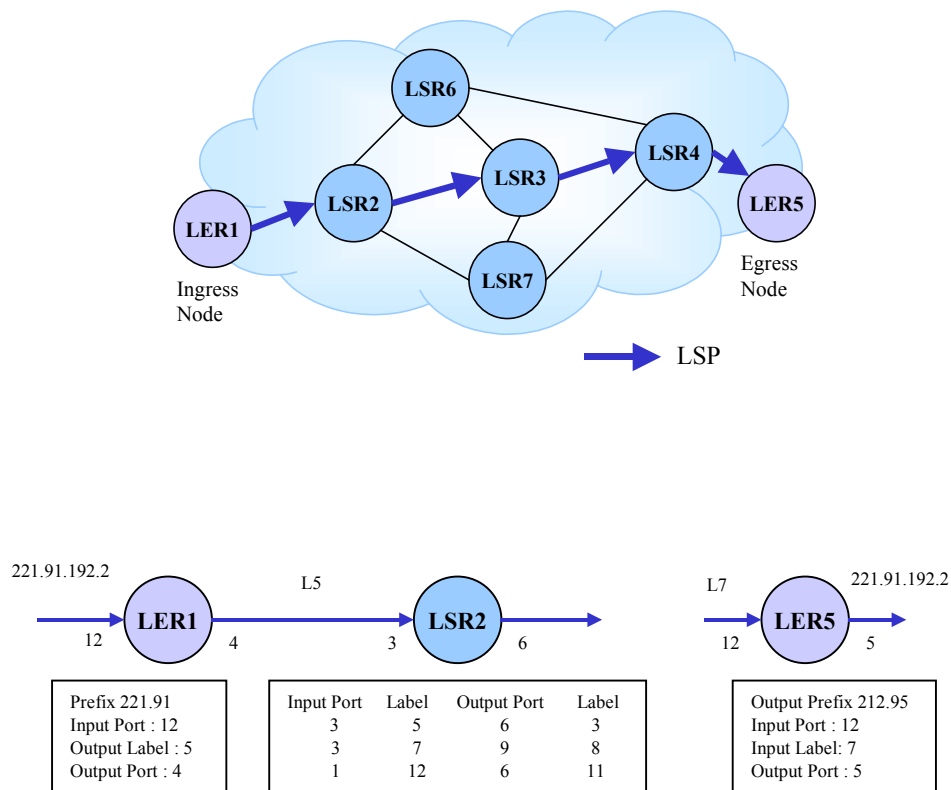 LSR6
LSR4
LSR3
LSR2
LER5
LER1
LSR7
Ingress
Node
Egress
Node
LSP
221.91.192.2
L5
L7
221.91.192.2
LER1
LSR2
LER5
12
4
3
6
12
5
Prefix 221.91
Input Port : 12
Output Label : 5
Output Port : 4
Input Port Label Output Port Label
3 5 6 3
3 7 9 8
1 12 6 11
Output Prefix 212.95
Input Port : 12
Input Label: 7
Output Port : 5